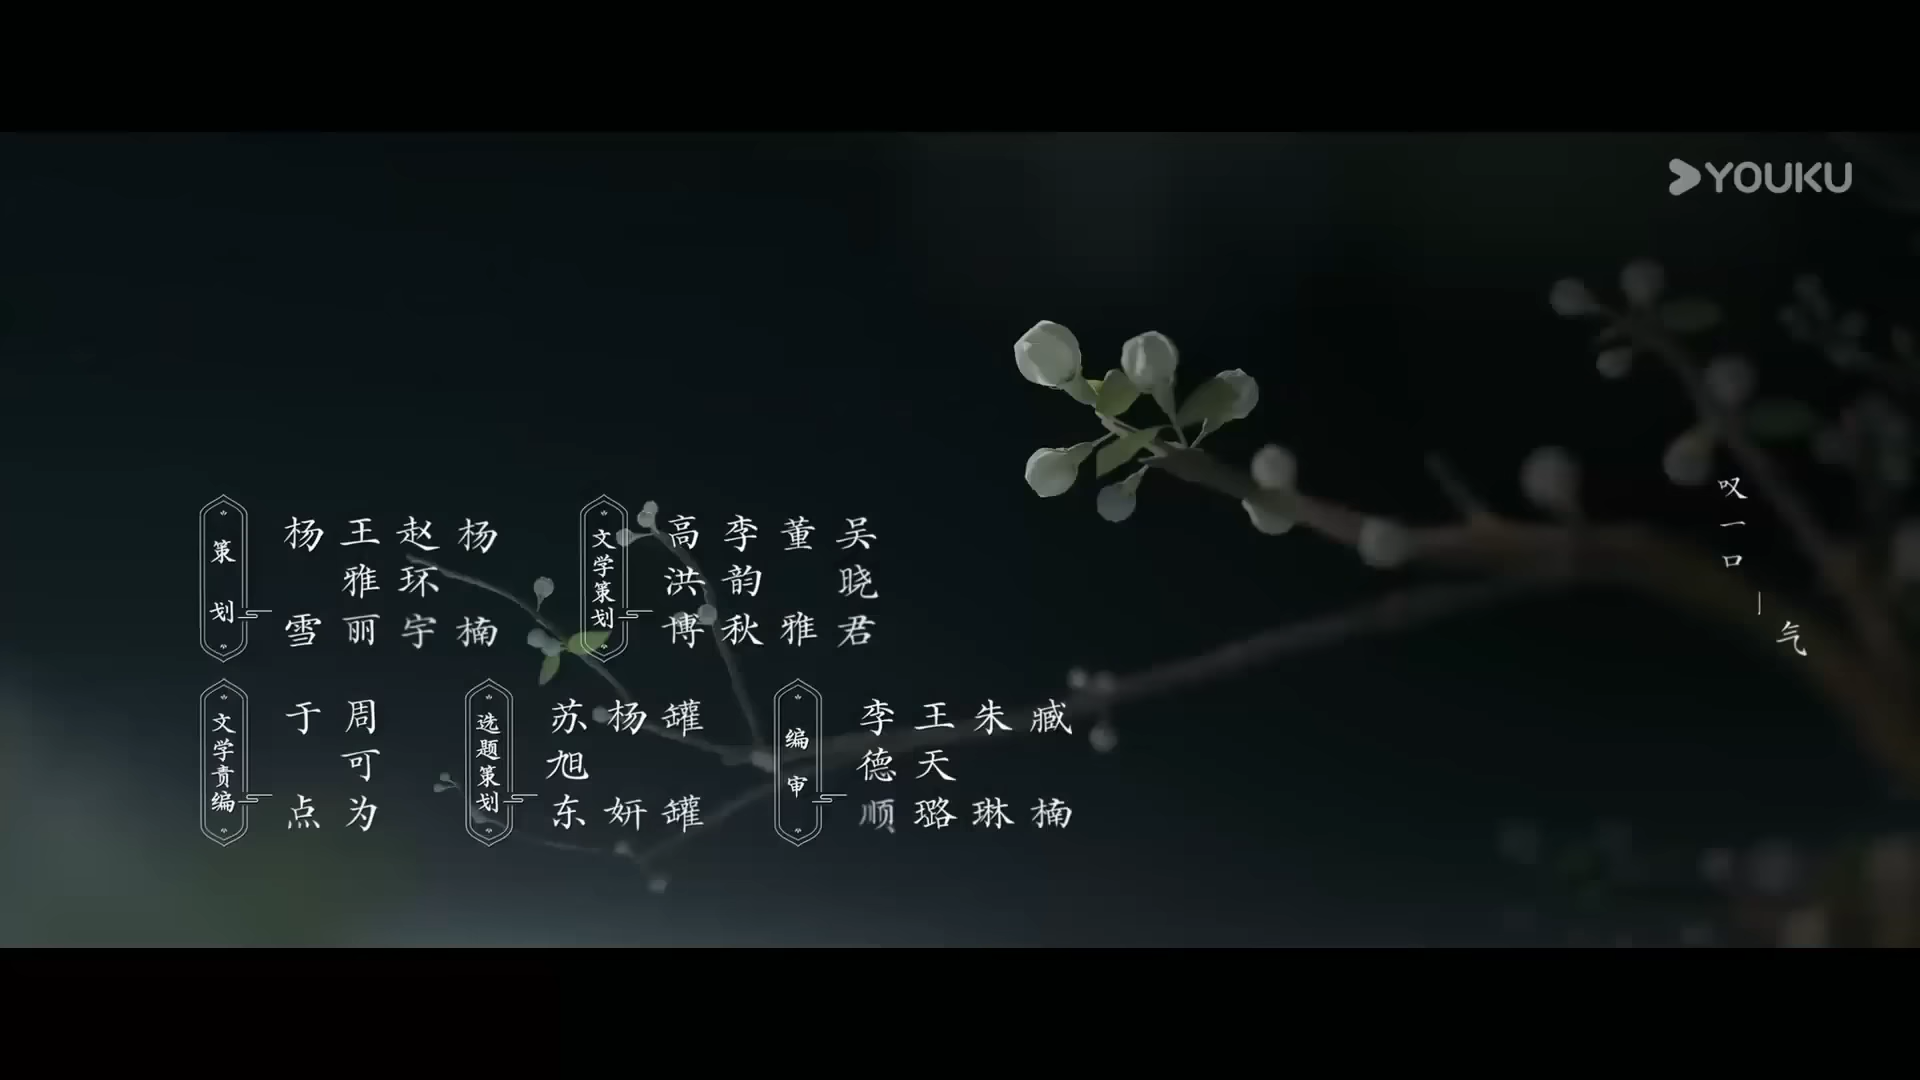 YOUKU
策划
杨雪
王雅丽
赵环宇
杨楠
文学策划
高洪博
李韵秋
董雅
吴晓君
文学责编
于点
周可为
选题策划
苏旭东
杨妍
罐罐
编审
李德顺
王天璐
朱琳
臧楠
叹一口
气